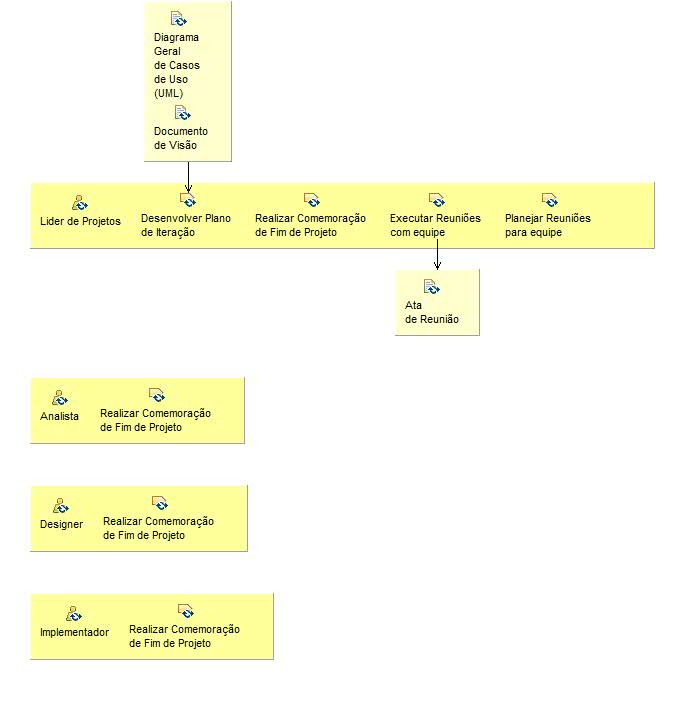 Diagrama
Geral
de Casos
de Uso
(UML)
Documento
de Visão
Lider de Projetos
Desenvolver Plano
de Iteração
Realizar Comemoração
de Fim de Projeto
Executar Reuniões
com equipe
Planejar Reuniões
para equipe
Ata
de Reunião
Analista
Realizar Comemoração
de Fim de Projeto
Designer
Realizar Comemoração
de Fim de Projeto
Implementador
Realizar Comemoração
de Fim de Projeto